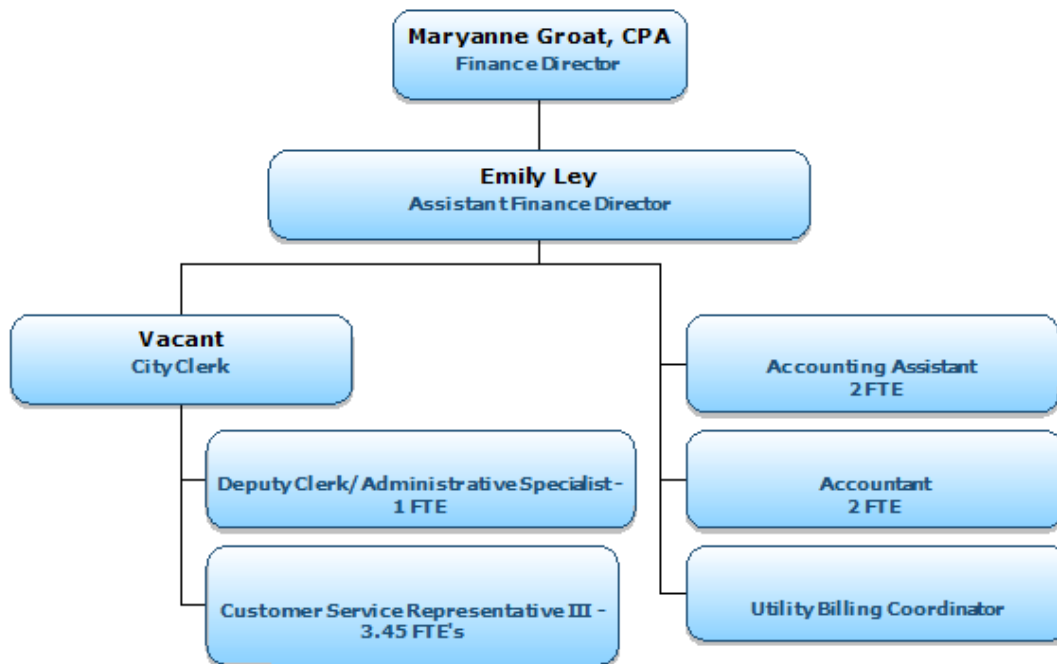 Maryanne Groat, CPA
Finance Director
Emily Ley
Assistant Finance Director
Vacant
City Clerk
Deputy Clerk/Administrative Specialist -
1 FTE
Customer Service Representative III -
3.45 FTE's
Accounting Assistant
2 FTE
Accountant
2 FTE
Utility Billing Coordinator